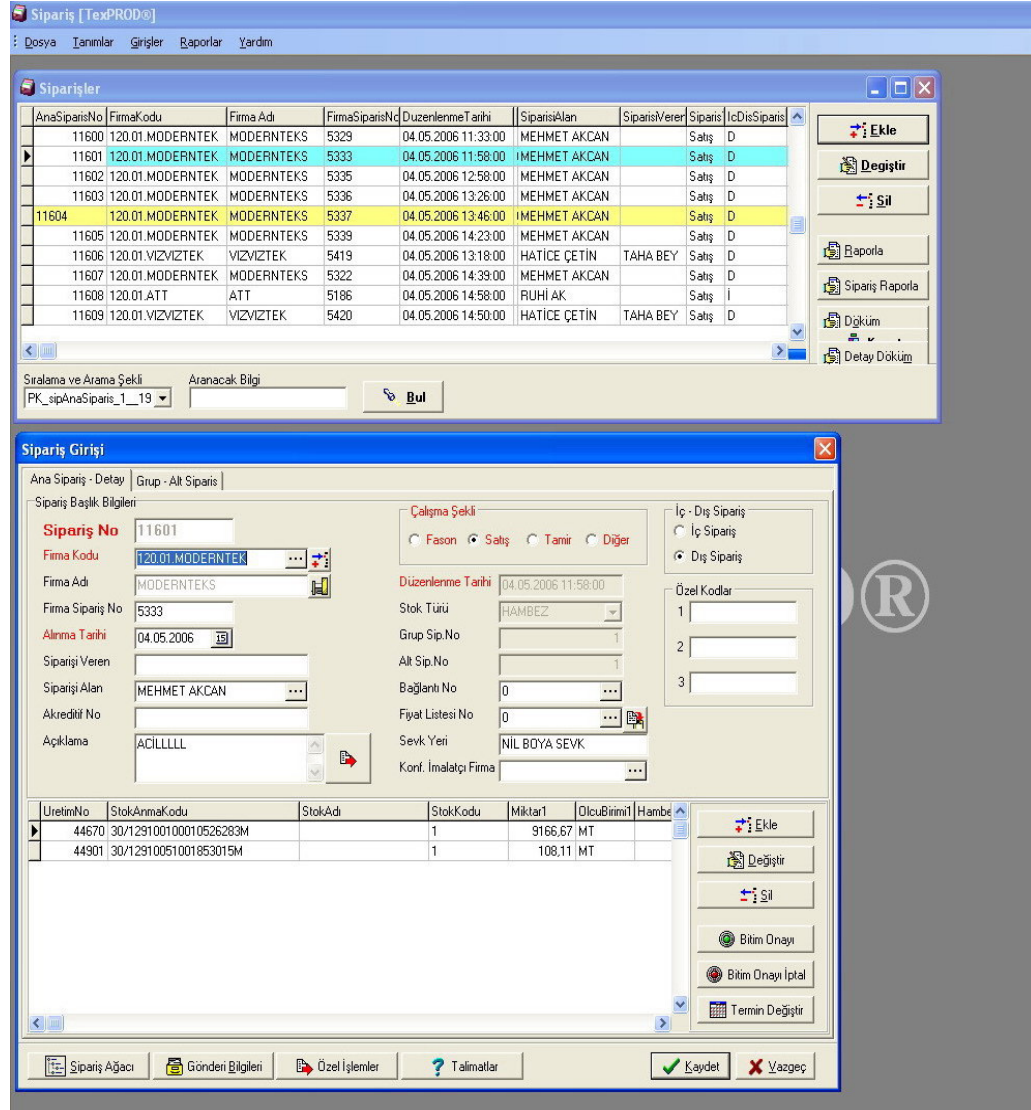 Sipariş [TexPROD®]
Dosya Tanımlar Girişler Raporlar Yardım
Siparişler
AnaSiparisNo FirmaKodu Firma Adı FirmaSiparisNo DuzenlenmeTarihi SiparisiAlan SiparisiVeren Siparis IcDisSiparis
11600 120.01.MODERNTEK MODERNTEKS 5329 04.05.2006 11:33:00 MEHMET AKCAN Satış D
11601 120.01.MODERNTEK MODERNTEKS 5333 04.05.2006 11:58:00 MEHMET AKCAN Satış D
11602 120.01.MODERNTEK MODERNTEKS 5335 04.05.2006 12:58:00 MEHMET AKCAN Satış D
11603 120.01.MODERNTEK MODERNTEKS 5336 04.05.2006 13:26:00 MEHMET AKCAN Satış D
11604 120.01.MODERNTEK MODERNTEKS 5337 04.05.2006 13:46:00 MEHMET AKCAN Satış D
11605 120.01.MODERNTEK MODERNTEKS 5339 04.05.2006 14:23:00 MEHMET AKCAN Satış D
11606 120.01.VIZVIZTEK VIZVIZTEK 5419 04.05.2006 13:18:00 HATİCE ÇETİN TAHA BEY Satış D
11607 120.01.MODERNTEK MODERNTEKS 5322 04.05.2006 14:39:00 MEHMET AKCAN Satış D
11608 120.01.ATT ATT 5186 04.05.2006 14:58:00 RUHİ AK Satış İ
11609 120.01.VIZVIZTEK VIZVIZTEK 5420 04.05.2006 14:50:00 HATİCE ÇETİN TAHA BEY Satış D
Ekle
Degiştir
Sil
Raporla
Sipariş Raporla
Döküm
Detay Döküm
Sıralama ve Arama Şekli Aranacak Bilgi
PK_sipAnaSiparis_1__19 Bul
Sipariş Girişi
Ana Sipariş - Detay Grup - Alt Siparis
Sipariş Başlık Bilgileri
Sipariş No 11601
Firma Kodu 120.01.MODERNTEK
Firma Adı MODERNTEKS
Firma Sipariş No 5333
Alınma Tarihi 04.05.2006 15
Siparişi Veren
Siparişi Alan MEHMET AKCAN
Akreditif No
Açıklama ACİLLLLL
Çalışma Şekli
Fason Satış Tamir Diğer
Düzenlenme Tarihi 04.05.2006 11:58:00
Stok Türü HAMBEZ
Grup Sip.No 1
Alt Sip.No 1
Bağlantı No 0
Fiyat Listesi No 0
Sevk Yeri NİL BOYA SEVK
Konf. İmalatçı Firma
İç - Dış Sipariş
İç Sipariş
Dış Sipariş
Özel Kodlar
1
2
3
®
UretimNo StokAnmaKodu StokAdı StokKodu Miktar1 OlcuBirimi1 Hambe
44670 30/129100100010526283M 1 9166,67 MT
44901 30/12910051001853015M 1 108,11 MT
Ekle
Değiştir
Sil
Bitim Onayı
Bitim Onayı İptal
Termin Değiştir
Sipariş Ağacı Gönderi Bilgileri Özel İşlemler Talimatlar Kaydet Vazgeç